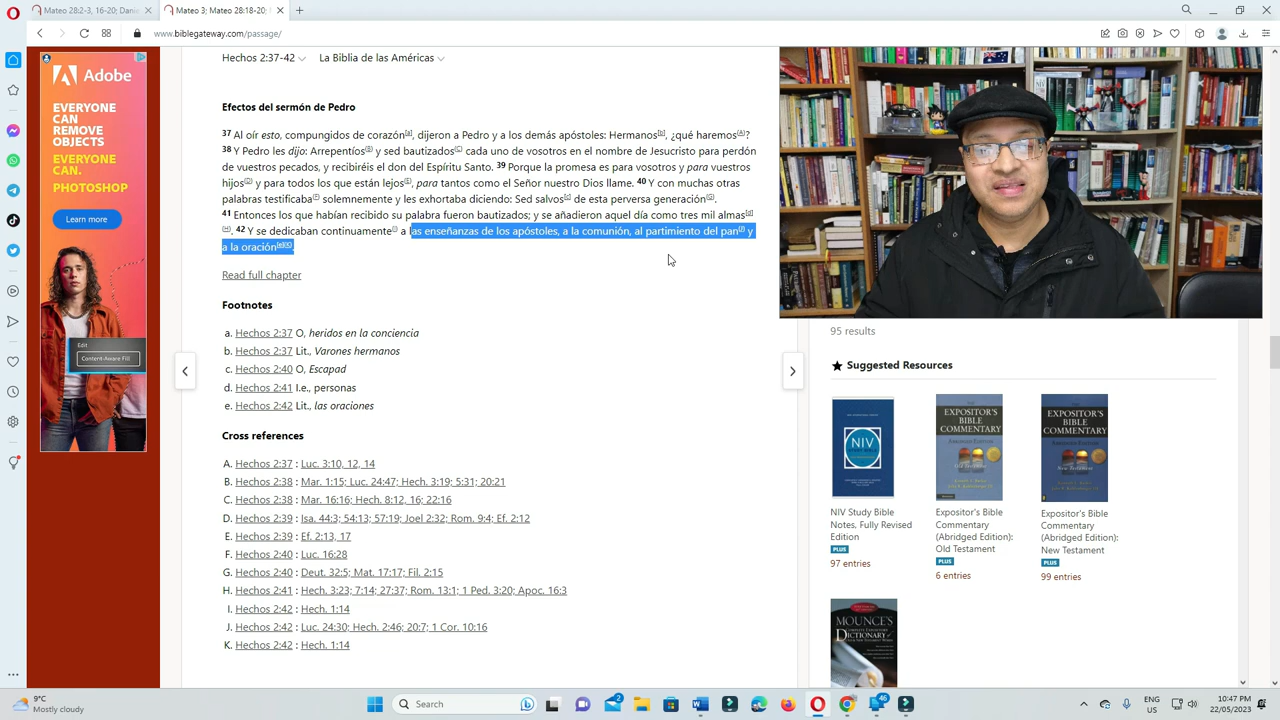 Mateo 28:2-3, 16-20; Danie
Mateo 3; Mateo 28:18-20;
www.biblegateway.com/passage/
Hechos 2:37-42 La Biblia de las Américas
Efectos del sermón de Pedro
37 Al oír esto, compungidos de corazón[a], dijeron a Pedro y a los demás apóstoles: Hermanos[b], ¿qué haremos[A]?
38 Y Pedro les dijo: Arrepentíos[B] y sed bautizados[C] cada uno de vosotros en el nombre de Jesucristo para perdón
de vuestros pecados, y recibiréis el don del Espíritu Santo. 39 Porque la promesa es para vosotros y para vuestros
hijos[D] y para todos los que están lejos[E], para tantos como el Señor nuestro Dios llame. 40 Y con muchas otras
palabras testificaba[F] solemnemente y les exhortaba diciendo: Sed salvos[c] de esta perversa generación[G].
41 Entonces los que habían recibido su palabra fueron bautizados; y se añadieron aquel día como tres mil almas[d]
[H]. 42 Y se dedicaban continuamente[I] a las enseñanzas de los apóstoles, a la comunión, al partimiento del pan[J] y
a la oración[e][K].
Read full chapter
Footnotes
a. Hechos 2:37 O, heridas en la conciencia
b. Hechos 2:37 Lit., Varones hermanos
c. Hechos 2:40 O, Escapad
d. Hechos 2:41 I.e., personas
e. Hechos 2:42 Lit., las oraciones
Cross references
A. Hechos 2:37 : Luc. 3:10, 12, 14
B. Hechos 2:38 : Mar. 1:15; Luc. 24:47; Hech. 3:19; 5:31; 20:21
C. Hechos 2:38 : Mar. 16:16; Hech. 8:12, 16; 22:16
D. Hechos 2:39 : Isa. 44:3; 54:13; 57:19; Joel 2:32; Rom. 9:4; Ef. 2:12
E. Hechos 2:39 : Ef. 2:13, 17
F. Hechos 2:40 : Luc. 16:28
G. Hechos 2:40 : Deut. 32:5; Mat. 17:17; Fil. 2:15
H. Hechos 2:41 : Hech. 3:23; 7:14; 27:37; Rom. 13:1; 1 Ped. 3:20; Apoc. 16:3
I. Hechos 2:42 : Hech. 1:14
J. Hechos 2:42 : Luc. 24:30; Hech. 2:46; 20:7; 1 Cor. 10:16
K. Hechos 2:42 : Hech. 1:14
Adobe
EVERYONE
CAN
REMOVE
OBJECTS
EVERYONE
CAN.
PHOTOSHOP
Learn more
Edit
Content-Aware Fill
95 results
Suggested Resources
NIV
THE
EXPOSITOR'S
BIBLE
COMMENTARY
ABRIDGED EDITION
Old Testament
THE
EXPOSITOR'S
BIBLE
COMMENTARY
New Testament
NIV Study Bible
Notes, Fully Revised
Edition
PLUS
97 entries
Expositor's Bible
Commentary
(Abridged Edition):
Old Testament
PLUS
6 entries
Expositor's Bible
Commentary
(Abridged Edition):
New Testament
PLUS
99 entries
MOUNCE'S
DICTIONARY
9°C
Mostly cloudy
Search
2
46
ENG
US
10:47 PM
22/05/2023